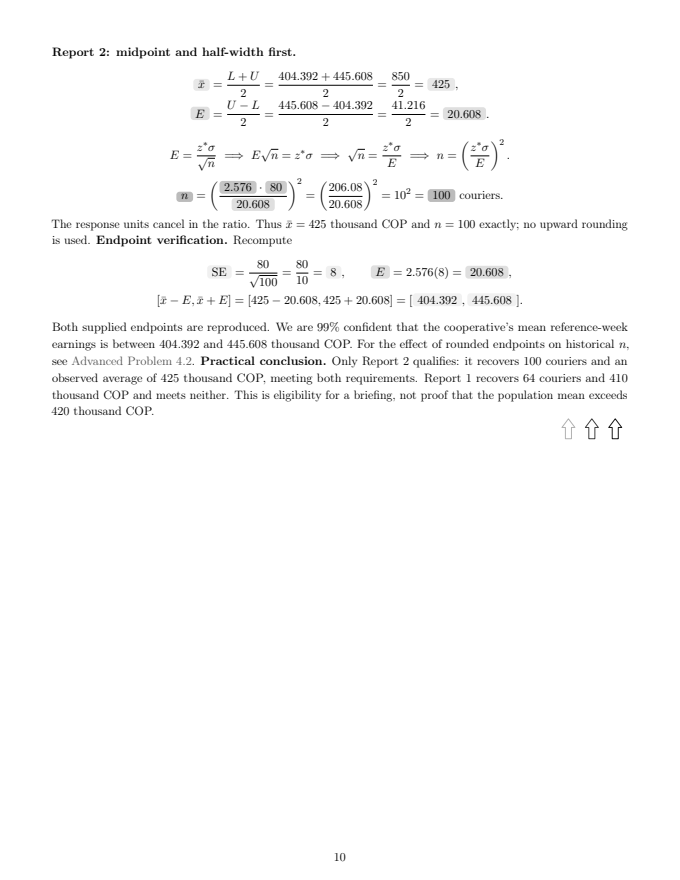 Report 2: midpoint and half-width first.
x̄ = (L + U)/2 = (404.392 + 445.608)/2 = 850/2 = 425 ,
E = (U − L)/2 = (445.608 − 404.392)/2 = 41.216/2 = 20.608 .
E = z*σ/√n ⟹ E√n = z*σ ⟹ √n = z*σ/E ⟹ n = (z*σ/E)² .
n = (2.576 · 80/20.608)² = (206.08/20.608)² = 10² = 100 couriers.
The response units cancel in the ratio. Thus x̄ = 425 thousand COP and n = 100 exactly; no upward rounding
is used. Endpoint verification. Recompute
SE = 80/√100 = 80/10 = 8 , E = 2.576(8) = 20.608 ,
[x̄ − E, x̄ + E] = [425 − 20.608, 425 + 20.608] = [ 404.392 , 445.608 ].
Both supplied endpoints are reproduced. We are 99% confident that the cooperative's mean reference-week
earnings is between 404.392 and 445.608 thousand COP. For the effect of rounded endpoints on historical n,
see Advanced Problem 4.2. Practical conclusion. Only Report 2 qualifies: it recovers 100 couriers and an
observed average of 425 thousand COP, meeting both requirements. Report 1 recovers 64 couriers and 410
thousand COP and meets neither. This is eligibility for a briefing, not proof that the population mean exceeds
420 thousand COP.
10